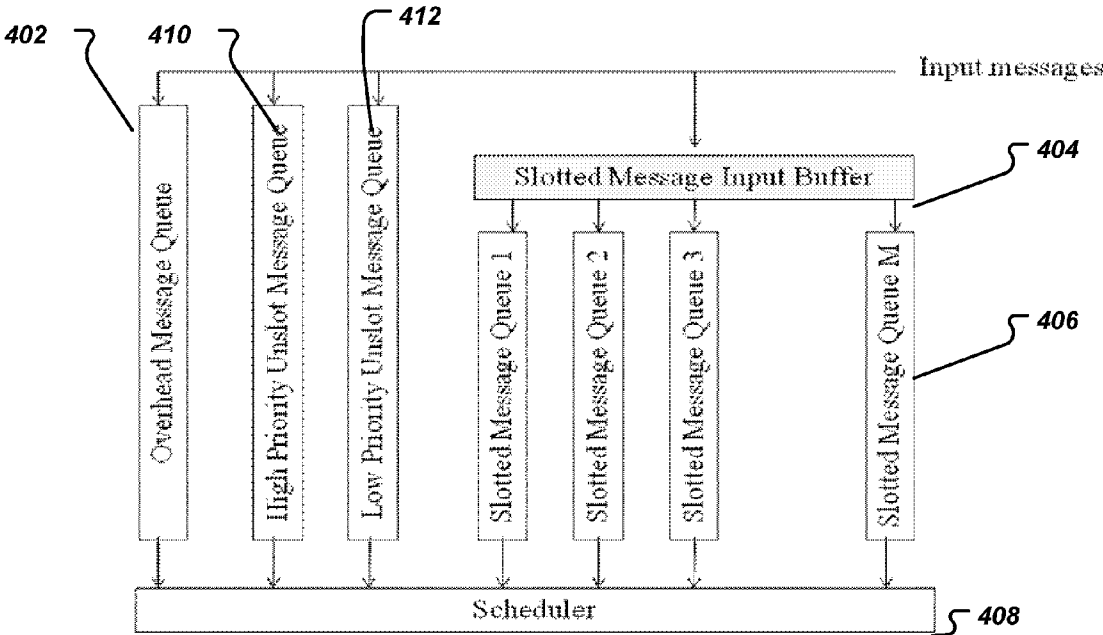 402
410
412
Input messages
404
Slotted Message Input Buffer
Overhead Message Queue
High Priority Unslot Message Queue
Low Priority Unslot Message Queue
Slotted Message Queue 1
Slotted Message Queue 2
Slotted Message Queue 3
Slotted Message Queue M
406
Scheduler
408